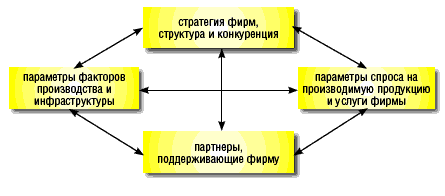 стратегия фирм,
структура и конкуренция
параметры факторов
производства и
инфраструктуры
параметры спроса на
производимую продукцию
и услуги фирмы
партнеры,
поддерживающие фирму